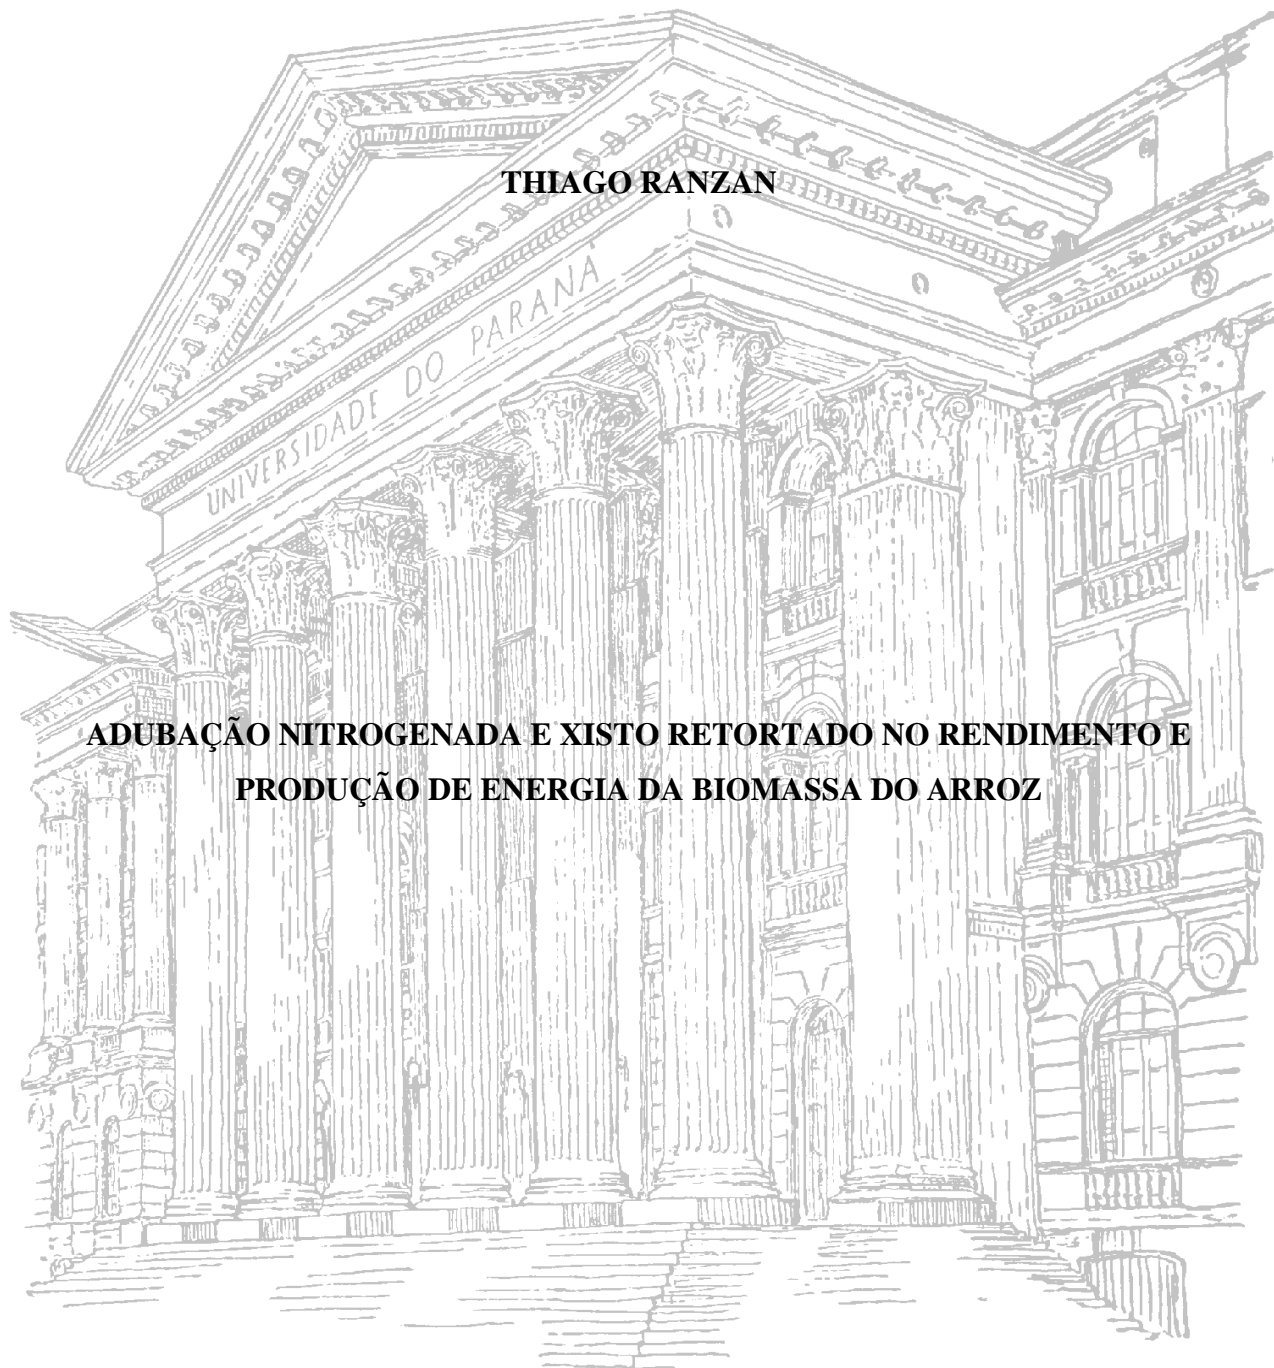 THIAGO RANZAN
UNIVERSIDADE DO PARANÁ
ADUBAÇÃO NITROGENADA E XISTO RETORTADO NO RENDIMENTO E
PRODUÇÃO DE ENERGIA DA BIOMASSA DO ARROZ